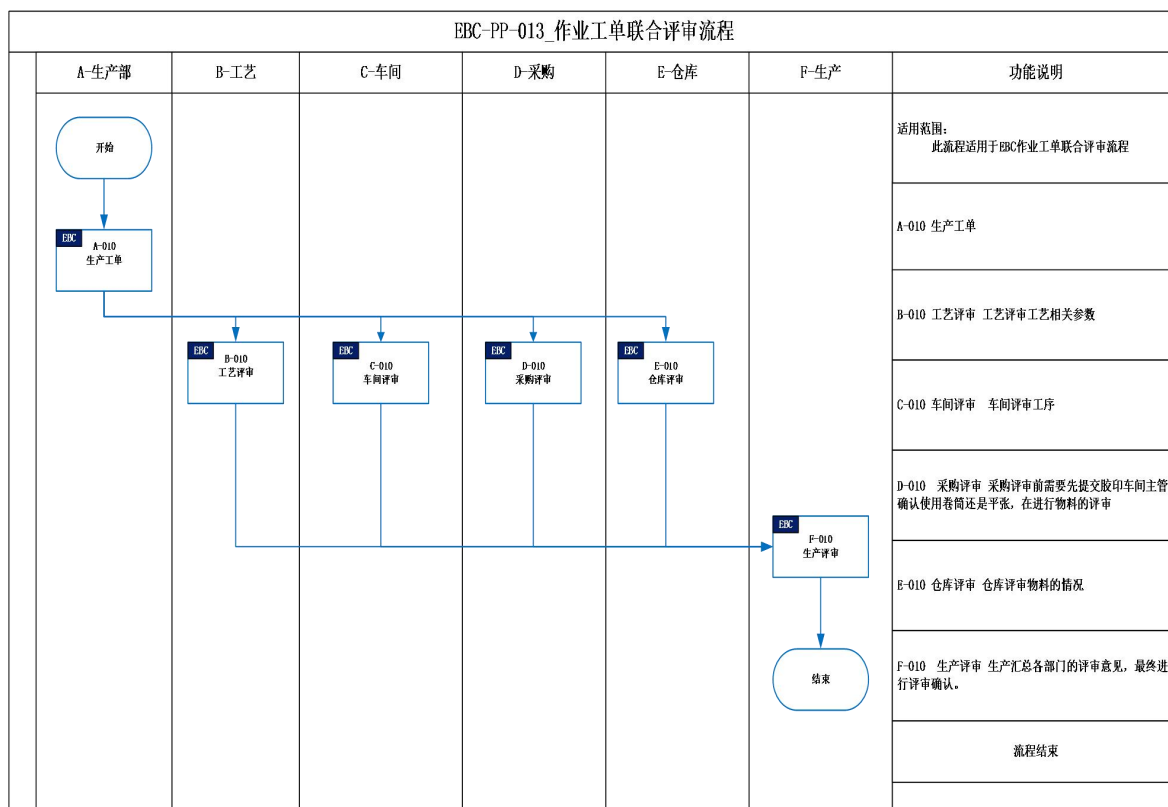 EBC-PP-013_作业工单联合评审流程
A-生产部
B-工艺
C-车间
D-采购
E-仓库
F-生产
功能说明
开始
适用范围：
此流程适用于EBC作业工单联合评审流程
EBC
A-010
生产工单
A-010 生产工单
B-010 工艺评审 工艺评审工艺相关参数
EBC
B-010
工艺评审
EBC
C-010
车间评审
EBC
D-010
采购评审
EBC
E-010
仓库评审
C-010 车间评审 车间评审工序
D-010 采购评审 采购评审前需要先提交胶印车间主管
确认使用卷筒还是平张，在进行物料的评审
EBC
F-010
生产评审
E-010 仓库评审 仓库评审物料的情况
F-010 生产评审 生产汇总各部门的评审意见，最终进
行评审确认。
结束
流程结束